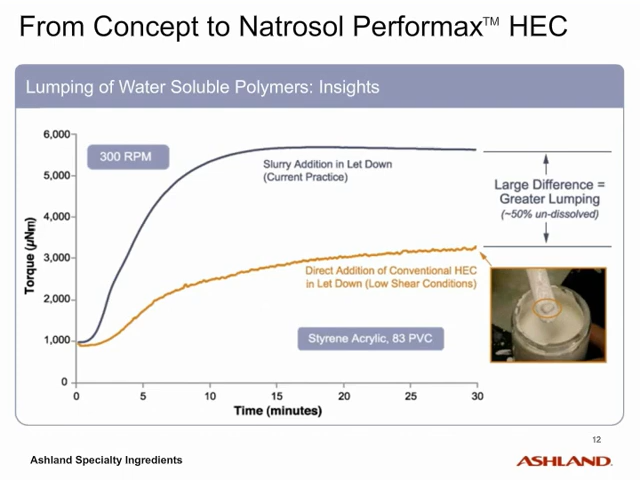 From Concept to Natrosol Performax™ HEC
Lumping of Water Soluble Polymers: Insights
6,000
5,000
4,000
3,000
2,000
1,000
0
Torque (µNm)
300 RPM
Slurry Addition in Let Down
(Current Practice)
Large Difference =
Greater Lumping
(~50% un-dissolved)
Direct Addition of Conventional HEC
in Let Down (Low Shear Conditions)
Styrene Acrylic, 83 PVC
0 5 10 15 20 25 30
Time (minutes)
12
Ashland Specialty Ingredients
ASHLAND.